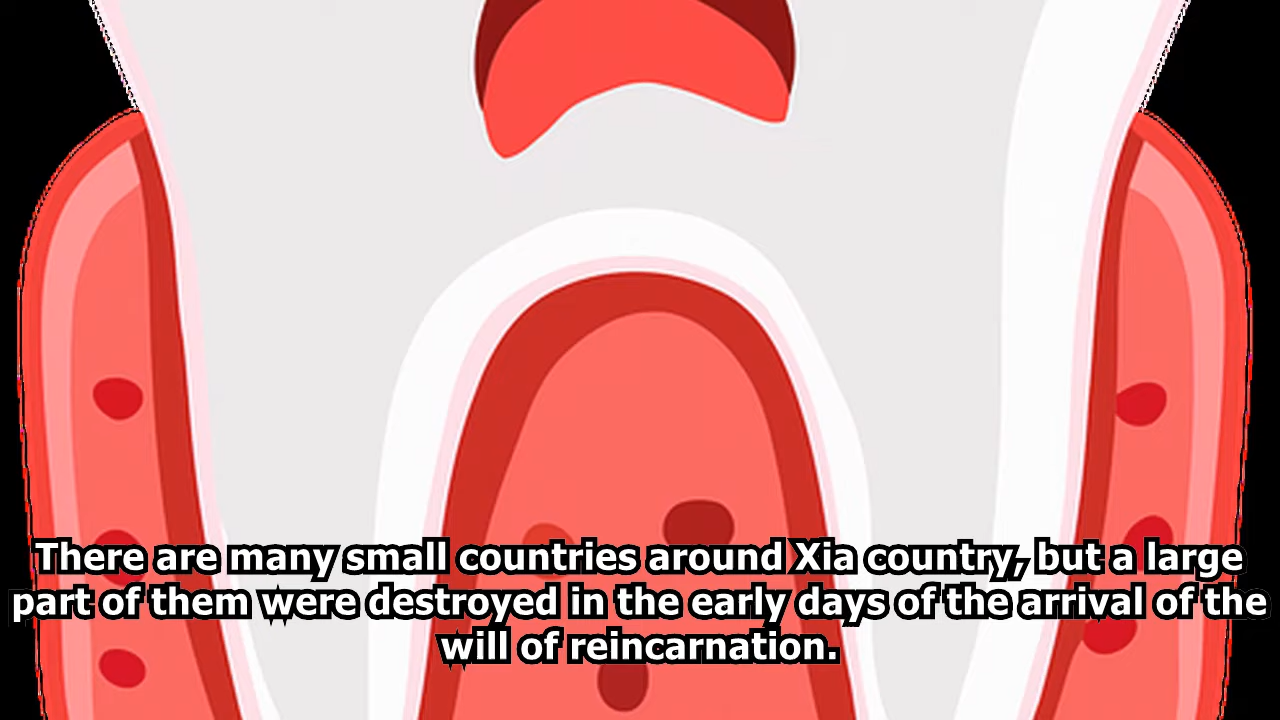 There are many small countries around Xia country, but a large
part of them were destroyed in the early days of the arrival of the
will of reincarnation.